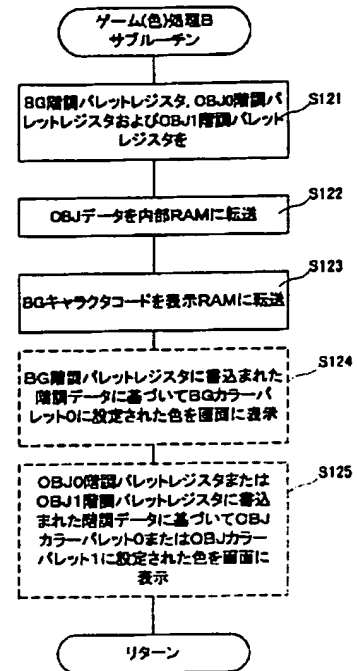 ゲーム(色)処理B
サブルーチン
BG階調パレットレジスタ,OBJ0階調パ
レットレジスタおよびOBJ1階調パレット
レジスタを
S121
OBJデータを内部RAMに転送
S122
BGキャラクタコードを表示RAMに転送
S123
BG階調パレットレジスタに書込まれた
階調データに基づいてBGカラーパ
レット0に設定された色を画面に表示
S124
OBJ0階調パレットレジスタまたは
OBJ1階調パレットレジスタに書込
まれた階調データに基づいてOBJ
カラーパレット0またはOBJカラー
パレット1に設定された色を画面に
表示
S125
リターン